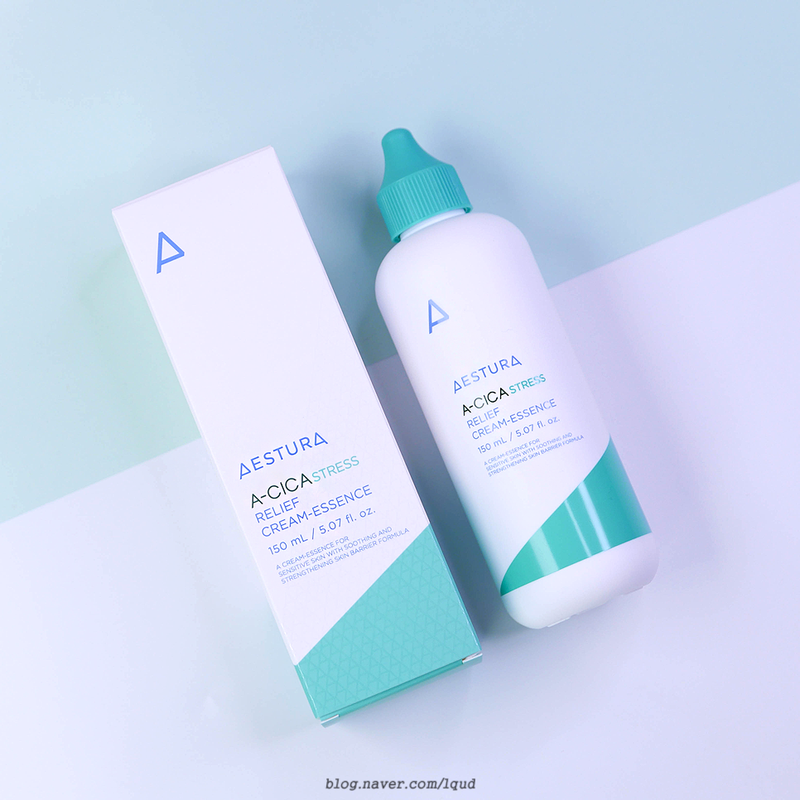 A
AESTURA
A-CICA STRESS
RELIEF
CREAM-ESSENCE
150 mL / 5.07 fl. oz.
A CREAM-ESSENCE FOR
SENSITIVE SKIN WITH SOOTHING AND
STRENGTHENING SKIN BARRIER FORMULA
A
AESTURA
A-CICA STRESS
RELIEF
CREAM-ESSENCE
150 mL / 5.07 fl. oz.
A CREAM-ESSENCE FOR
SENSITIVE SKIN WITH SOOTHING AND
STRENGTHENING SKIN BARRIER FORMULA
blog.naver.com/lqud